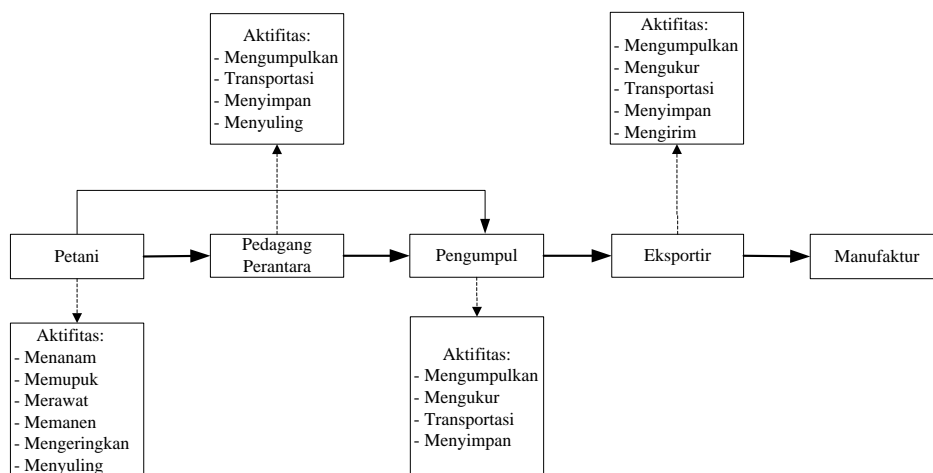 Aktifitas:
- Mengumpulkan
- Transportasi
- Menyimpan
- Menyuling
Aktifitas:
- Mengumpulkan
- Mengukur
- Transportasi
- Menyimpan
- Mengirim
Petani
Pedagang
Perantara
Pengumpul
Eksportir
Manufaktur
Aktifitas:
- Menanam
- Memupuk
- Merawat
- Memanen
- Mengeringkan
- Menyuling
Aktifitas:
- Mengumpulkan
- Mengukur
- Transportasi
- Menyimpan